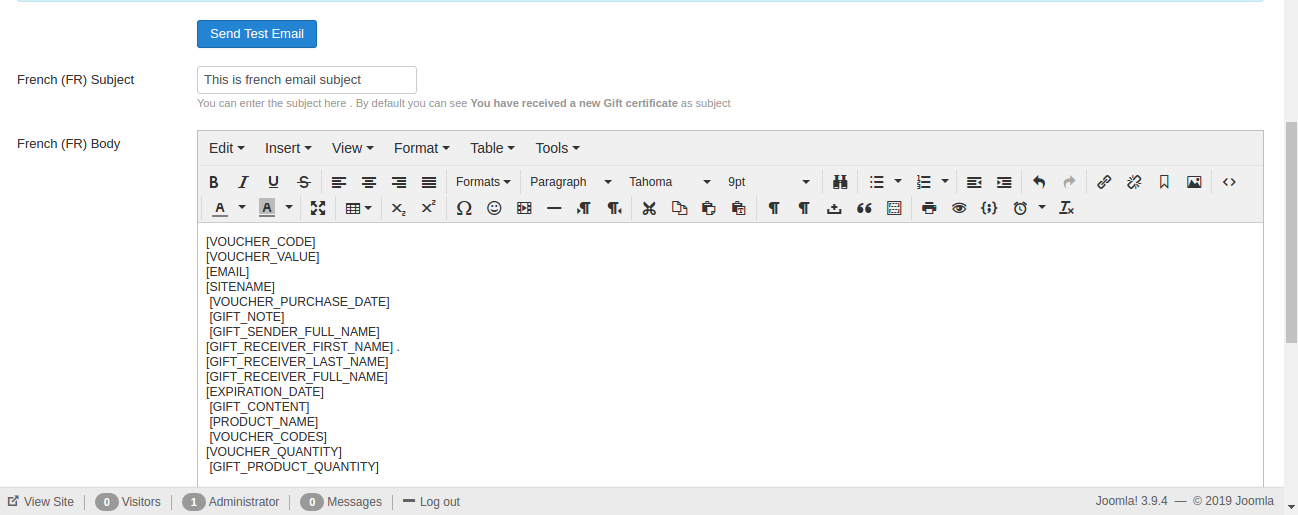 Send Test Email
French (FR) Subject
This is french email subject
You can enter the subject here . By default you can see You have received a new Gift certificate as subject
French (FR) Body
Edit Insert View Format Table Tools
B I U S Formats Paragraph Tahoma 9pt
A A
[VOUCHER_CODE]
[VOUCHER_VALUE]
[EMAIL]
[SITENAME]
[VOUCHER_PURCHASE_DATE]
[GIFT_NOTE]
[GIFT_SENDER_FULL_NAME]
[GIFT_RECEIVER_FIRST_NAME] .
[GIFT_RECEIVER_LAST_NAME]
[GIFT_RECEIVER_FULL_NAME]
[EXPIRATION_DATE]
[GIFT_CONTENT]
[PRODUCT_NAME]
[VOUCHER_CODES]
[VOUCHER_QUANTITY]
[GIFT_PRODUCT_QUANTITY]
View Site 0 Visitors 1 Administrator 0 Messages Log out Joomla! 3.9.4 — © 2019 Joomla